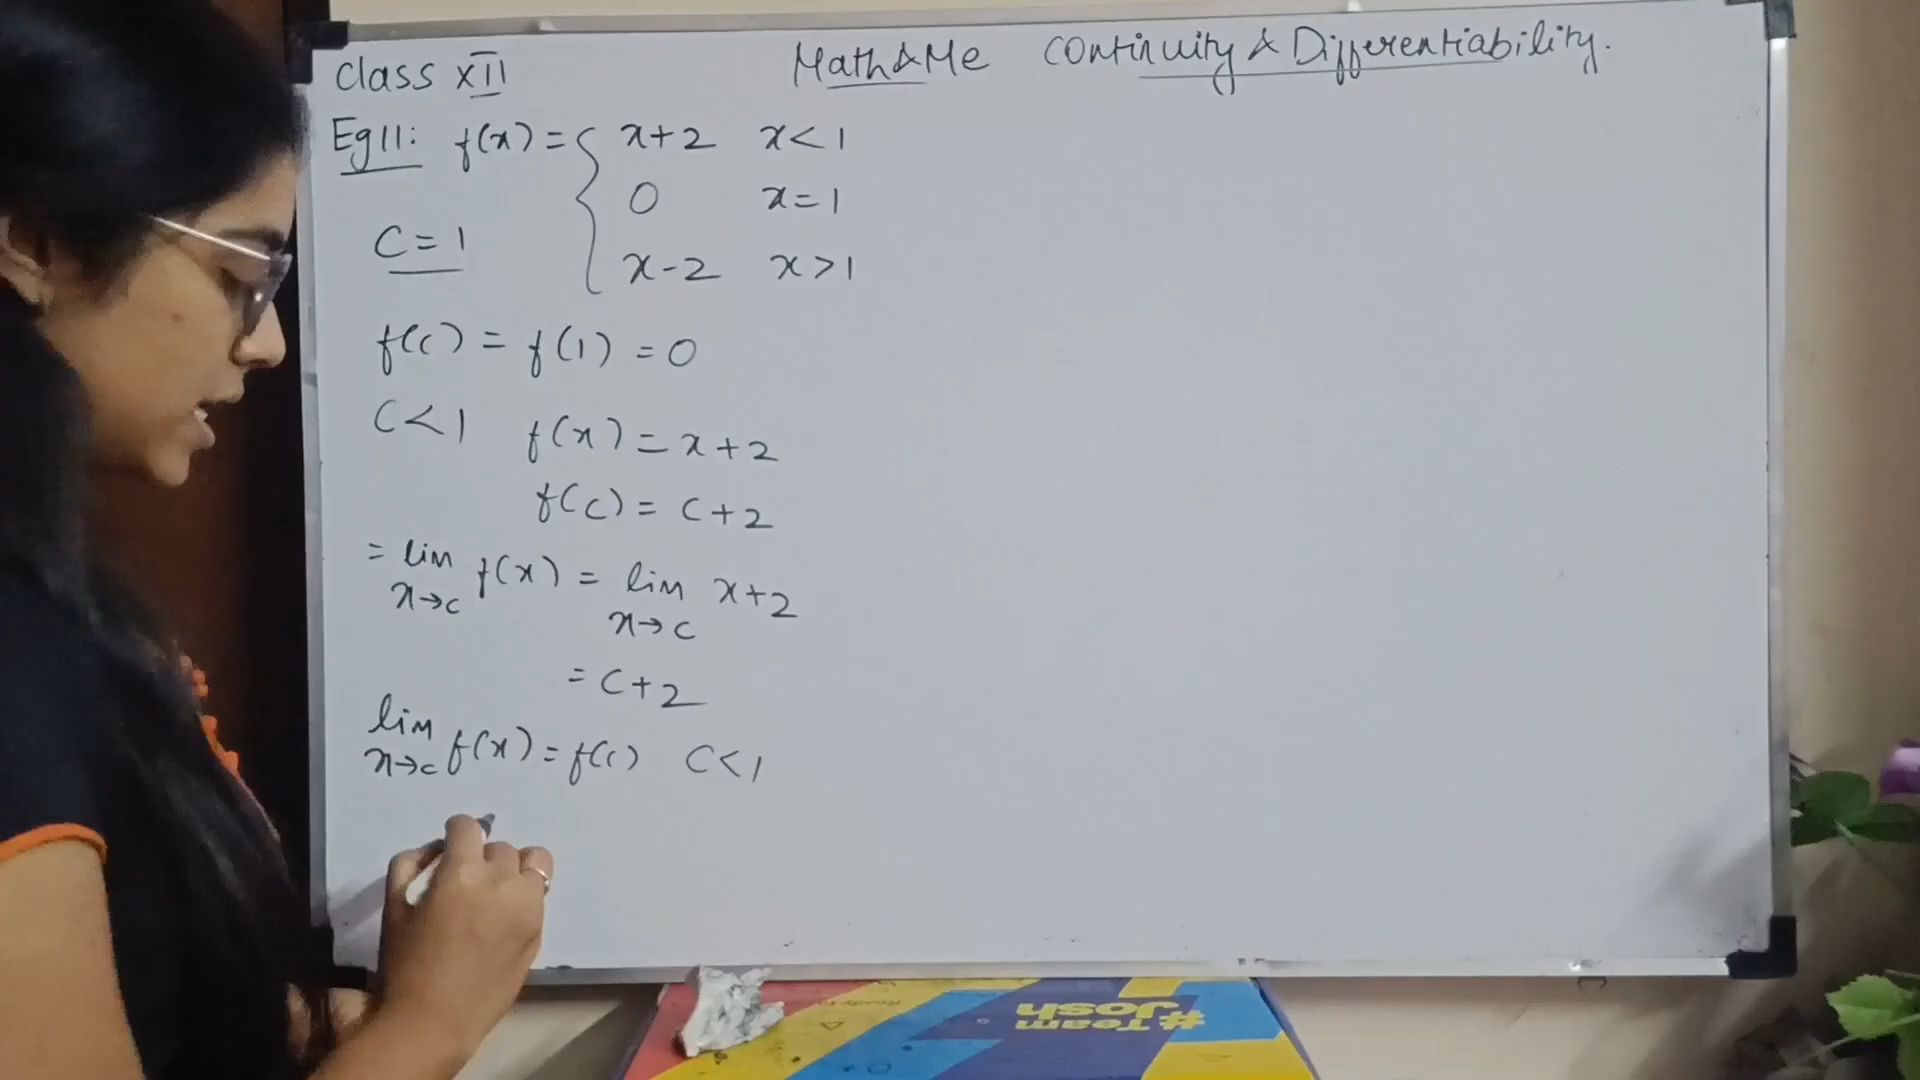 Class XII
Math&Me
Continuity & Differentiability.
Eg11: f(x) = { x+2 x<1
0 x=1
x-2 x>1
C=1
f(c) = f(1) = 0
C<1 f(x) = x+2
f(c) = c+2
= lim x→c f(x) = lim x→c x+2
= c+2
lim x→c f(x) = f(c) C<1
#Team
Josh